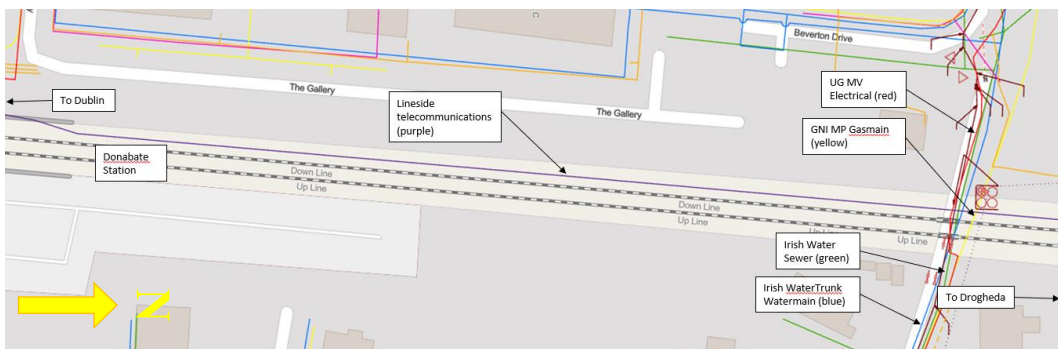 C
Beverton Drive
UG MV
Electrical (red)
The Gallery
To Dublin
Lineside
telecommunications
(purple)
The Gallery
GNI MP Gasmain
(yellow)
Donabate
Station
Down Line
Up Line
Down Line
Up Line
Up Line
Up Line
Irish Water
Sewer (green)
Irish WaterTrunk
Watermain (blue)
To Drogheda
N